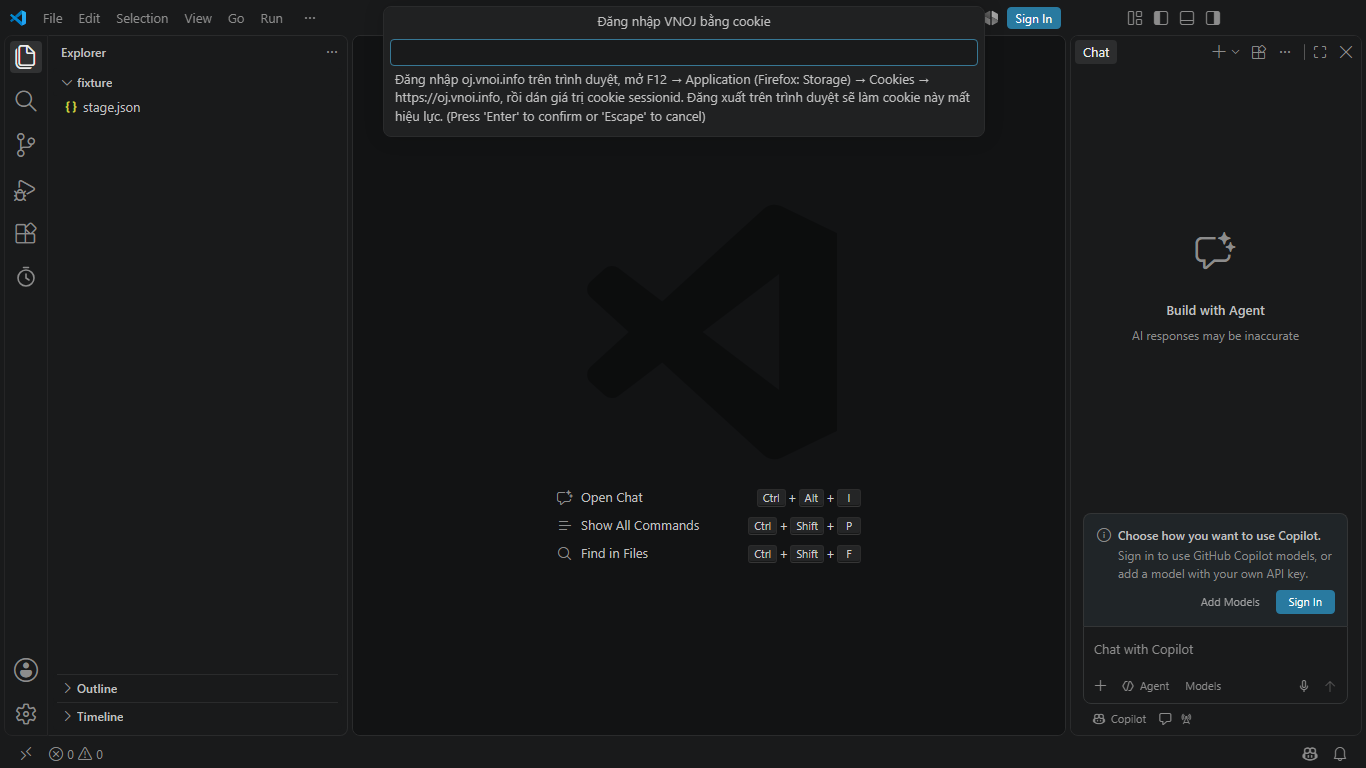 File Edit Selection View Go Run ···
Đăng nhập VNOJ bằng cookie
Sign In
Đăng nhập oj.vnoi.info trên trình duyệt, mở F12 → Application (Firefox: Storage) → Cookies →
https://oj.vnoi.info, rồi dán giá trị cookie sessionid. Đăng xuất trên trình duyệt sẽ làm cookie này mất
hiệu lực. (Press 'Enter' to confirm or 'Escape' to cancel)
Explorer
fixture
{} stage.json
Outline
Timeline
Open Chat Ctrl + Alt + I
Show All Commands Ctrl + Shift + P
Find in Files Ctrl + Shift + F
Chat
Build with Agent
AI responses may be inaccurate
Choose how you want to use Copilot.
Sign in to use GitHub Copilot models, or
add a model with your own API key.
Add Models Sign In
Chat with Copilot
Agent Models
Copilot
0 0